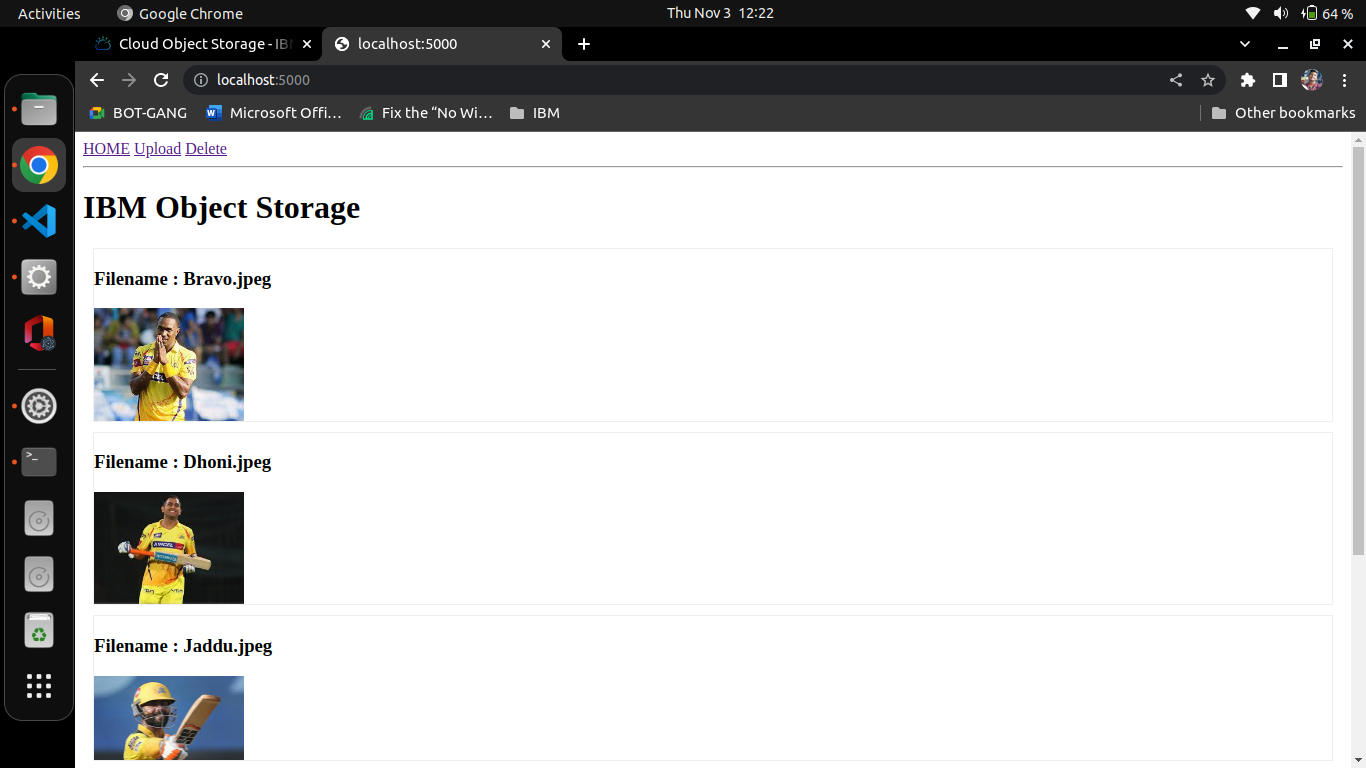 Activities Google Chrome Thu Nov 3 12:22 64 %
Cloud Object Storage - IB localhost:5000
localhost:5000
BOT-GANG Microsoft Offi… Fix the “No Wi… IBM Other bookmarks
HOME Upload Delete
IBM Object Storage
Filename : Bravo.jpeg
Filename : Dhoni.jpeg
Filename : Jaddu.jpeg